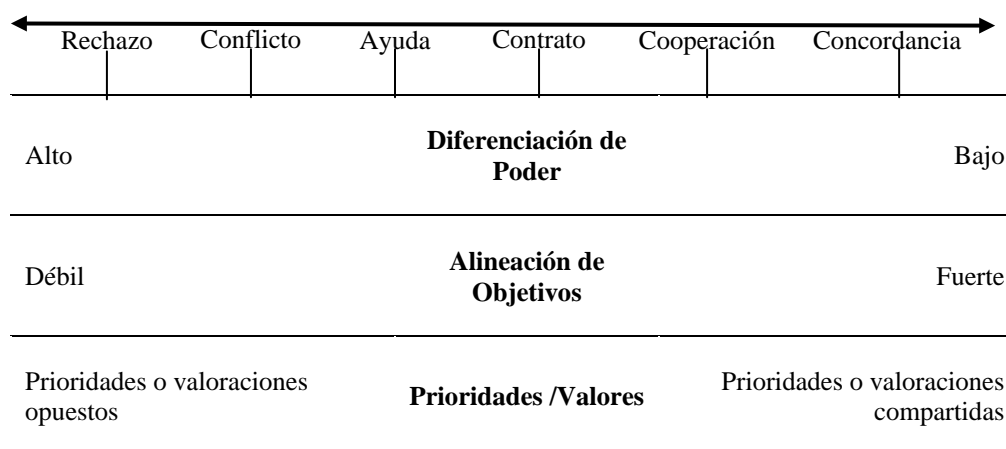 Rechazo Conflicto Ayuda Contrato Cooperación Concordancia
Alto
Diferenciación de
Poder
Bajo
Débil
Alineación de
Objetivos
Fuerte
Prioridades o valoraciones
opuestos
Prioridades /Valores
Prioridades o valoraciones
compartidas